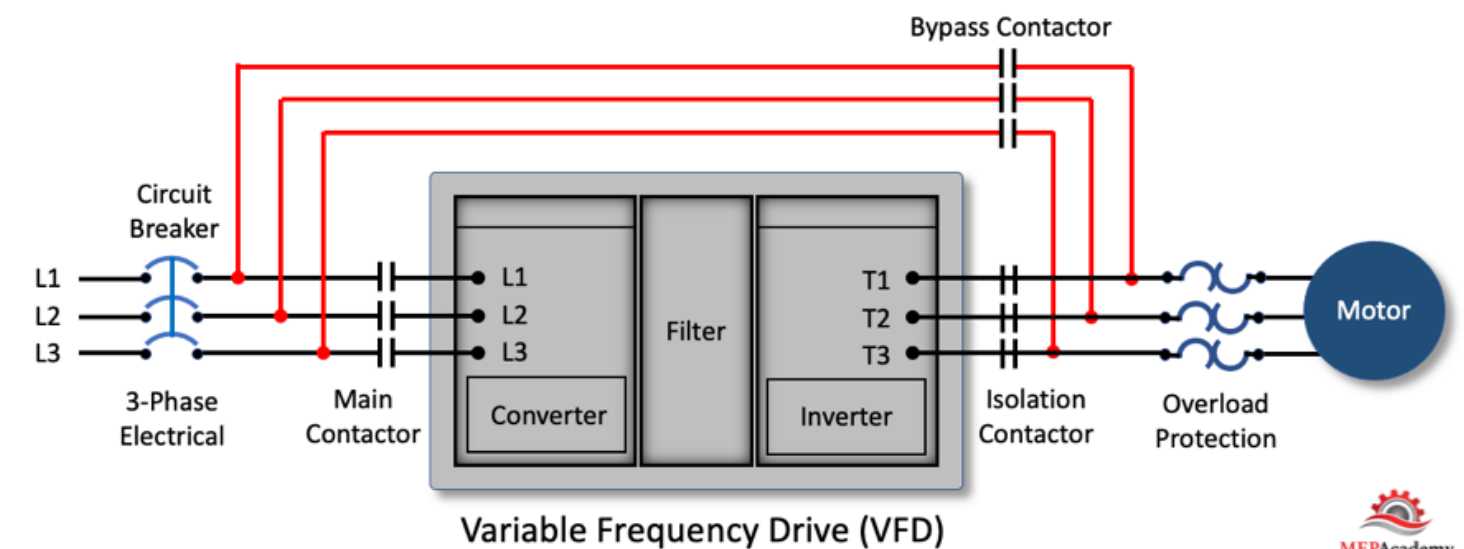 Bypass Contactor
Circuit
Breaker
L1
L2
L3
L1
L2
L3
Converter
Filter
T1
T2
T3
Inverter
Motor
3-Phase
Electrical
Main
Contactor
Isolation
Contactor
Overload
Protection
Variable Frequency Drive (VFD)
MEPAcademy